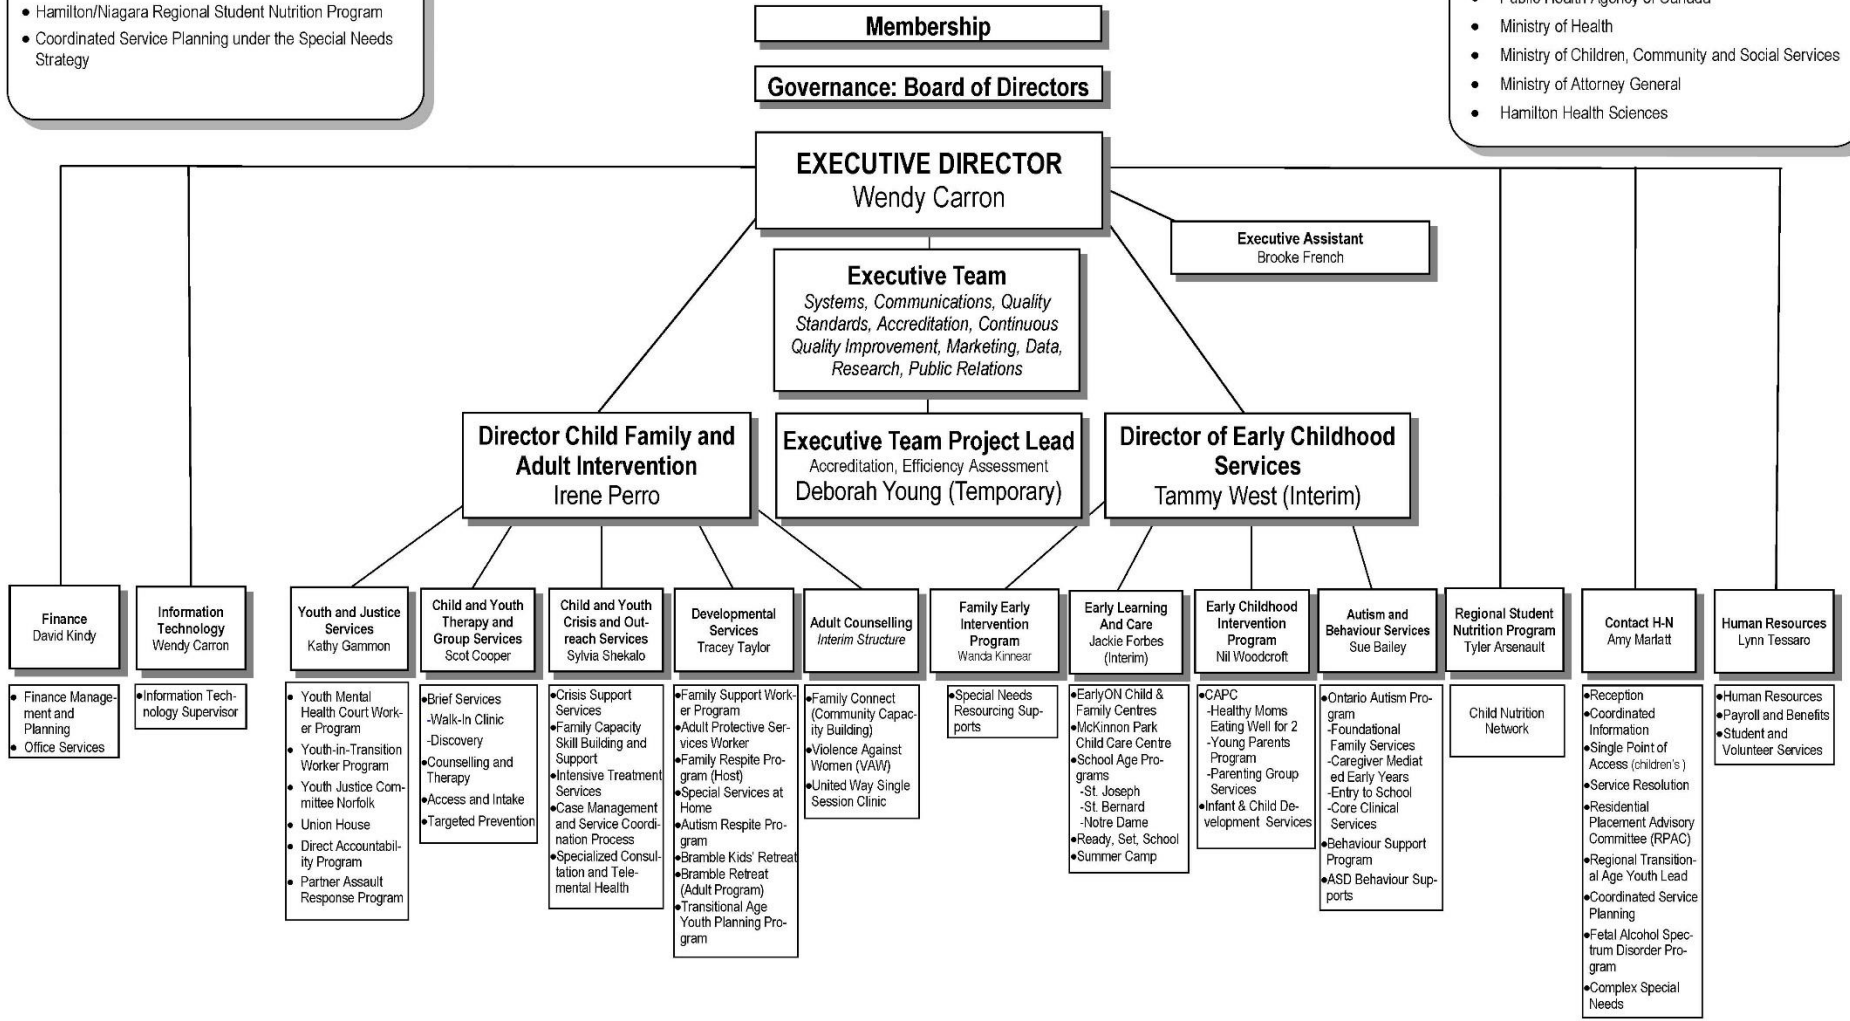 ● Hamilton/Niagara Regional Student Nutrition Program
● Coordinated Service Planning under the Special Needs
Strategy
Membership
Governance: Board of Directors
● Ministry of Health
● Ministry of Children, Community and Social Services
● Ministry of Attorney General
● Hamilton Health Sciences
EXECUTIVE DIRECTOR
Wendy Carron
Executive Assistant
Brooke French
Executive Team
Systems, Communications, Quality
Standards, Accreditation, Continuous
Quality Improvement, Marketing, Data,
Research, Public Relations
Director Child Family and
Adult Intervention
Irene Perro
Executive Team Project Lead
Accreditation, Efficiency Assessment
Deborah Young (Temporary)
Director of Early Childhood
Services
Tammy West (Interim)
Finance
David Kindy
● Finance Manage-
ment and
Planning
● Office Services
Information
Technology
Wendy Carron
●Information Tech-
nology Supervisor
Youth and Justice
Services
Kathy Gammon
● Youth Mental
Health Court Work-
er Program
● Youth-in-Transition
Worker Program
● Youth Justice Com-
mittee Norfolk
● Union House
● Direct Accountabil-
ity Program
● Partner Assault
Response Program
Child and Youth
Therapy and
Group Services
Scot Cooper
●Brief Services
-Walk-In Clinic
-Discovery
●Counselling and
Therapy
●Access and Intake
●Targeted Prevention
Child and Youth
Crisis and Out-
reach Services
Sylvia Shekalo
●Crisis Support
Services
●Family Capacity
Skill Building and
Support
●Intensive Treatment
Services
●Case Management
and Service Coordi-
nation Process
●Specialized Consul-
tation and Tele-
mental Health
Developmental
Services
Tracey Taylor
●Family Support Work-
er Program
●Adult Protective Ser-
vices Worker
●Family Respite Pro-
gram (Host)
●Special Services at
Home
●Autism Respite Pro-
gram
●Bramble Kids' Retreat
●Bramble Retreat
(Adult Program)
●Transitional Age
Youth Planning Pro-
gram
Adult Counselling
Interim Structure
●Family Connect
(Community Capac-
ity Building)
●Violence Against
Women (VAW)
●United Way Single
Session Clinic
Family Early
Intervention
Program
Wanda Kinnear
●Special Needs
Resourcing Sup-
ports
Early Learning
And Care
Jackie Forbes
(Interim)
●EarlyON Child &
Family Centres
●McKinnon Park
Child Care Centre
●School Age Pro-
grams
-St. Joseph
-St. Bernard
-Notre Dame
●Ready, Set, School
●Summer Camp
Early Childhood
Intervention
Program
Nil Woodcroft
●CAPC
-Healthy Moms
Eating Well for 2
-Young Parents
Program
-Parenting Group
Services
●Infant & Child De-
velopment Services
Autism and
Behaviour Services
Sue Bailey
●Ontario Autism Pro-
gram
-Foundational
Family Services
-Caregiver Mediat
ed Early Years
-Entry to School
-Core Clinical
Services
●Behaviour Support
Program
●ASD Behaviour Sup-
ports
Regional Student
Nutrition Program
Tyler Arsenault
Child Nutrition
Network
Contact H-N
Amy Marlatt
●Reception
●Coordinated
Information
●Single Point of
Access (children's )
●Service Resolution
●Residential
Placement Advisory
Committee (RPAC)
●Regional Transition-
al Age Youth Lead
●Coordinated Service
Planning
●Fetal Alcohol Spec-
trum Disorder Pro-
gram
●Complex Special
Needs
Human Resources
Lynn Tessaro
●Human Resources
●Payroll and Benefits
●Student and
Volunteer Services